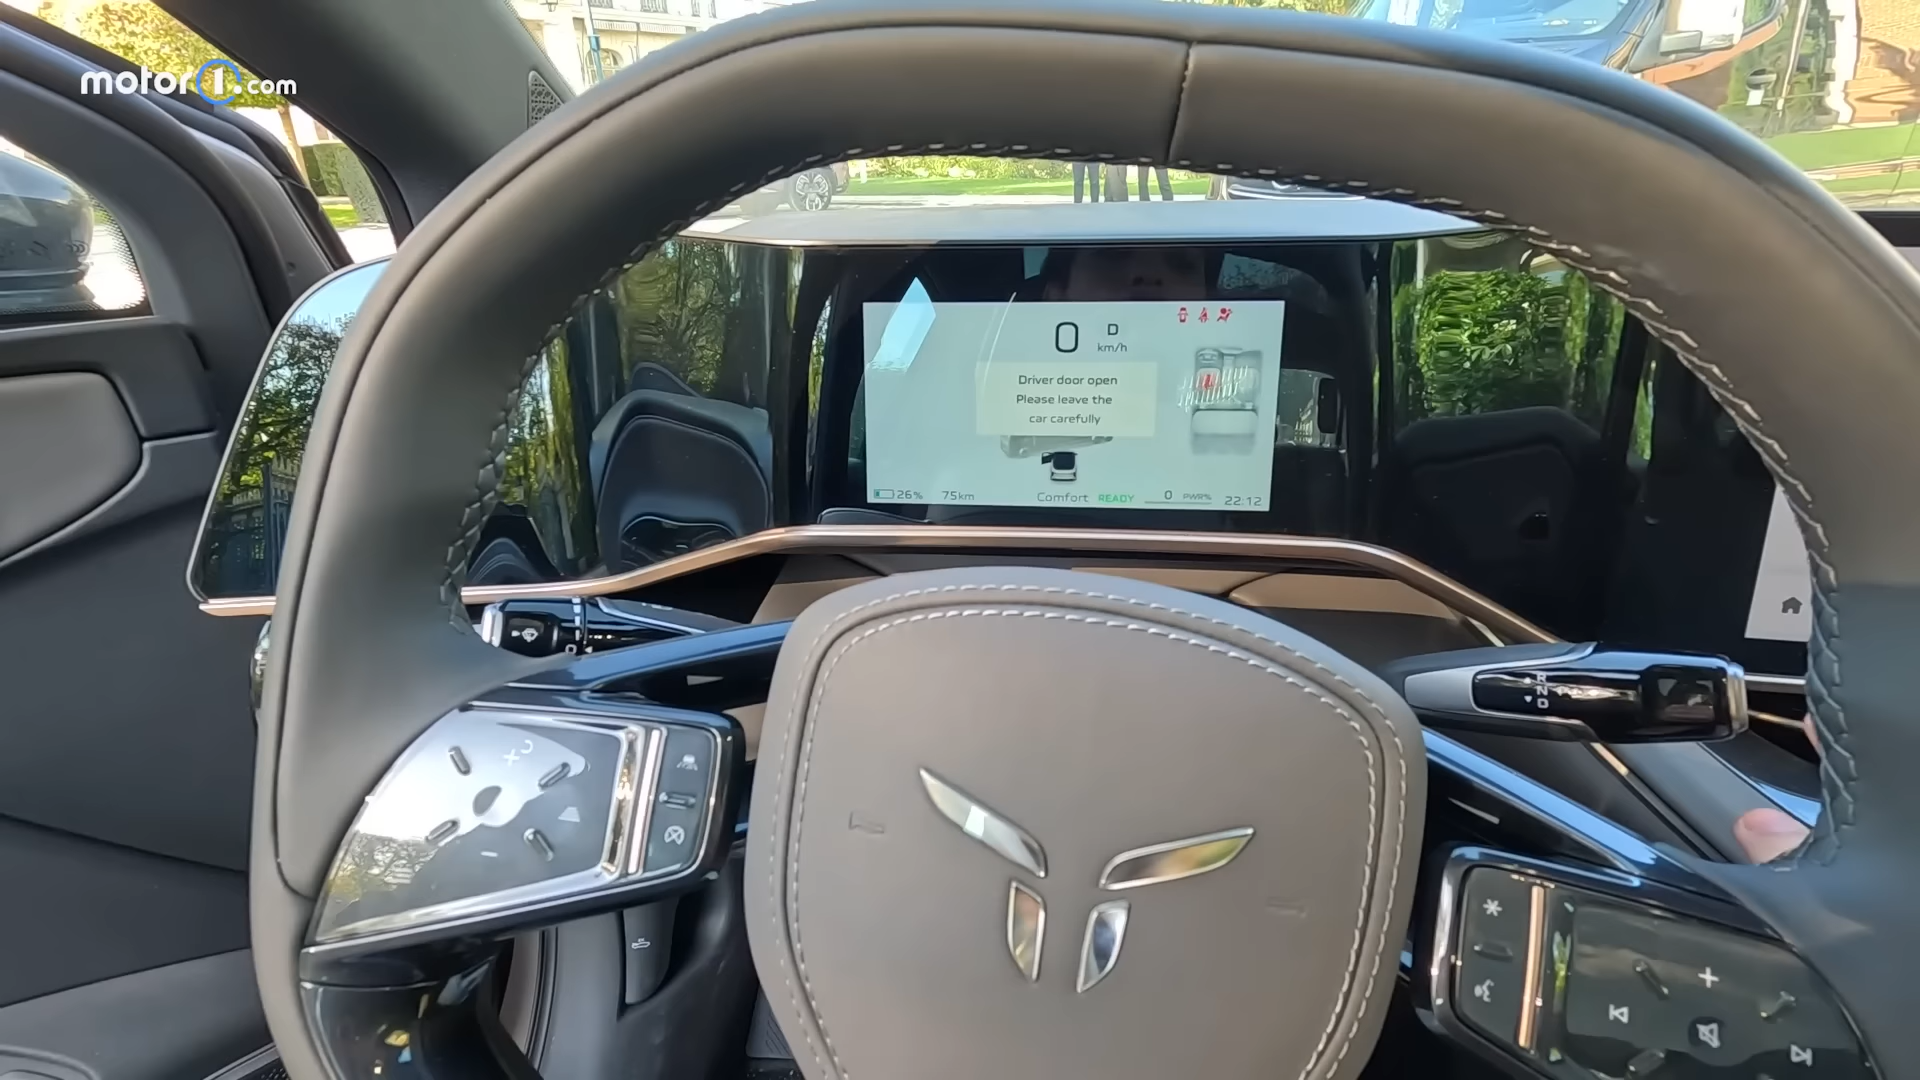 motor1.com
0 D
km/h
Driver door open
Please leave the
car carefully
26% 75km Comfort READY 0 PWR% 22:12
R
N
D